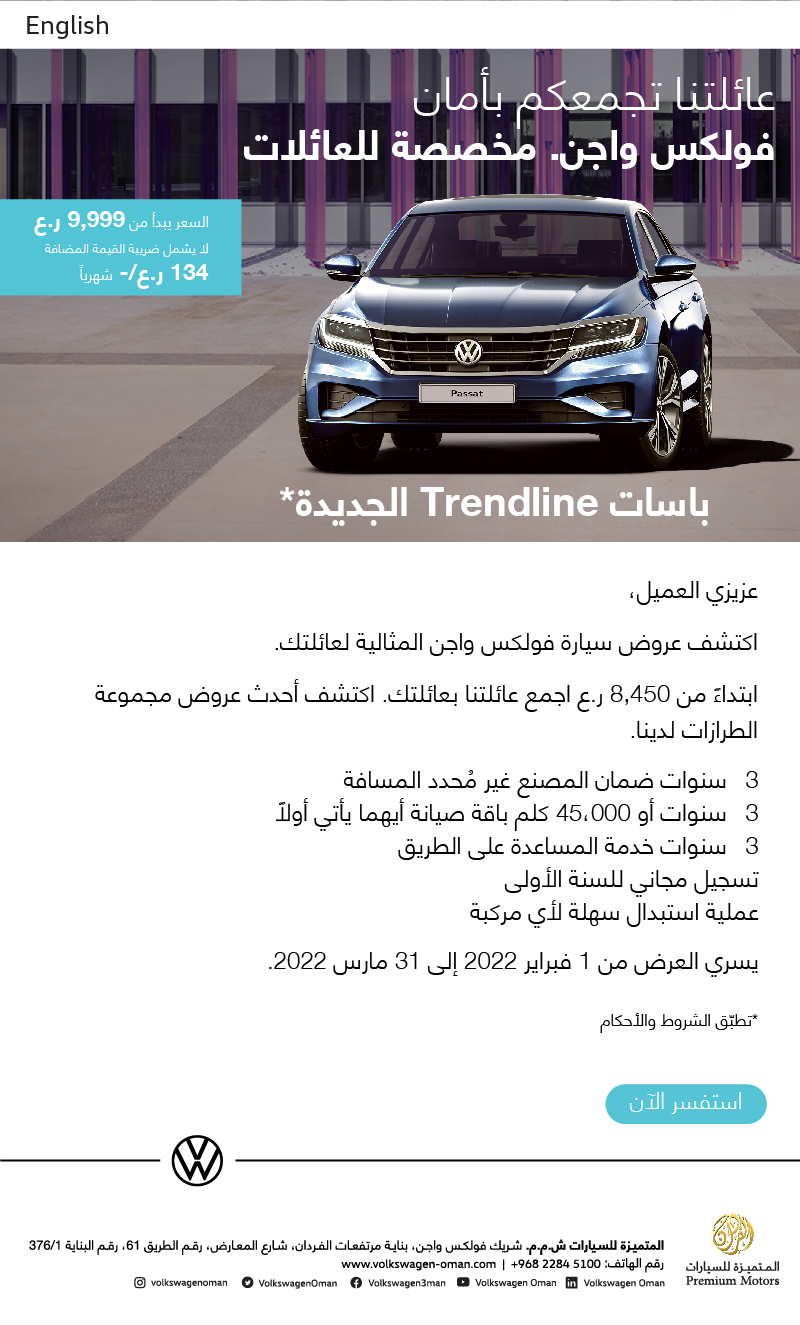 English
عائلتنا تجمعكم بأمان
فولكس واجن. مخصصة للعائلات
السعر يبدأ من 9,999 ر.ع
لا يشمل ضريبة القيمة المضافة
134 ر.ع/- شهرياً
Passat
باسات Trendline الجديدة*
عزيزي العميل،
اكتشف عروض سيارة فولكس واجن المثالية لعائلتك.
ابتداءً من 8,450 ر.ع اجمع عائلتنا بعائلتك. اكتشف أحدث عروض مجموعة
الطرازات لدينا.
3 سنوات ضمان المصنع غير مُحدد المسافة
3 سنوات أو 45،000 كلم باقة صيانة أيهما يأتي أولاً
3 سنوات خدمة المساعدة على الطريق
تسجيل مجاني للسنة الأولى
عملية استبدال سهلة لأي مركبة
يسري العرض من 1 فبراير 2022 إلى 31 مارس 2022.
*تطبّق الشروط والأحكام
استفسر الآن
المتميزة للسيارات ش.م.م. شريك فولكس واجن، بناية مرتفعات الفردان، شارع المعارض، رقم الطريق 61، رقم البناية 376/1
رقم الهاتف: 5100 2284 968+ | www.volkswagen-oman.com
volkswagenoman VolkswagenOman Volkswagen3man Volkswagen Oman Volkswagen Oman
المتميزة للسيارات
Premium Motors